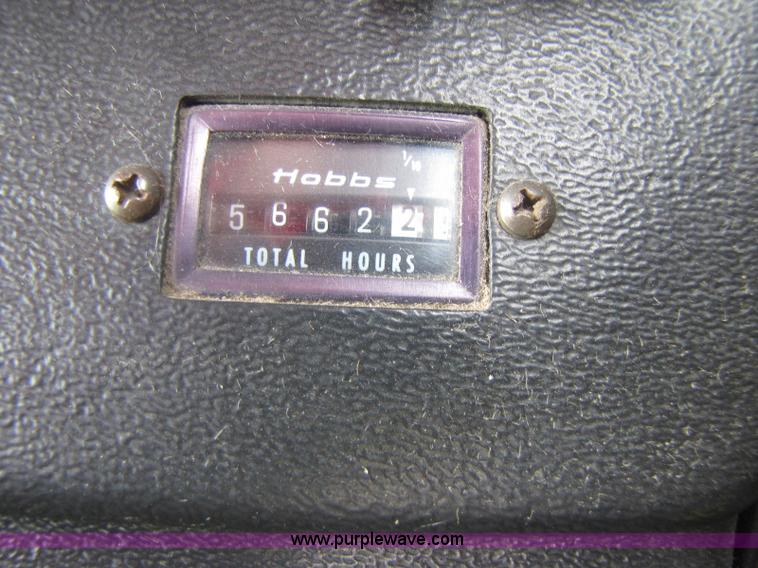 1/10
Hobbs
5 6 6 2 2
TOTAL HOURS
www.purplewave.com